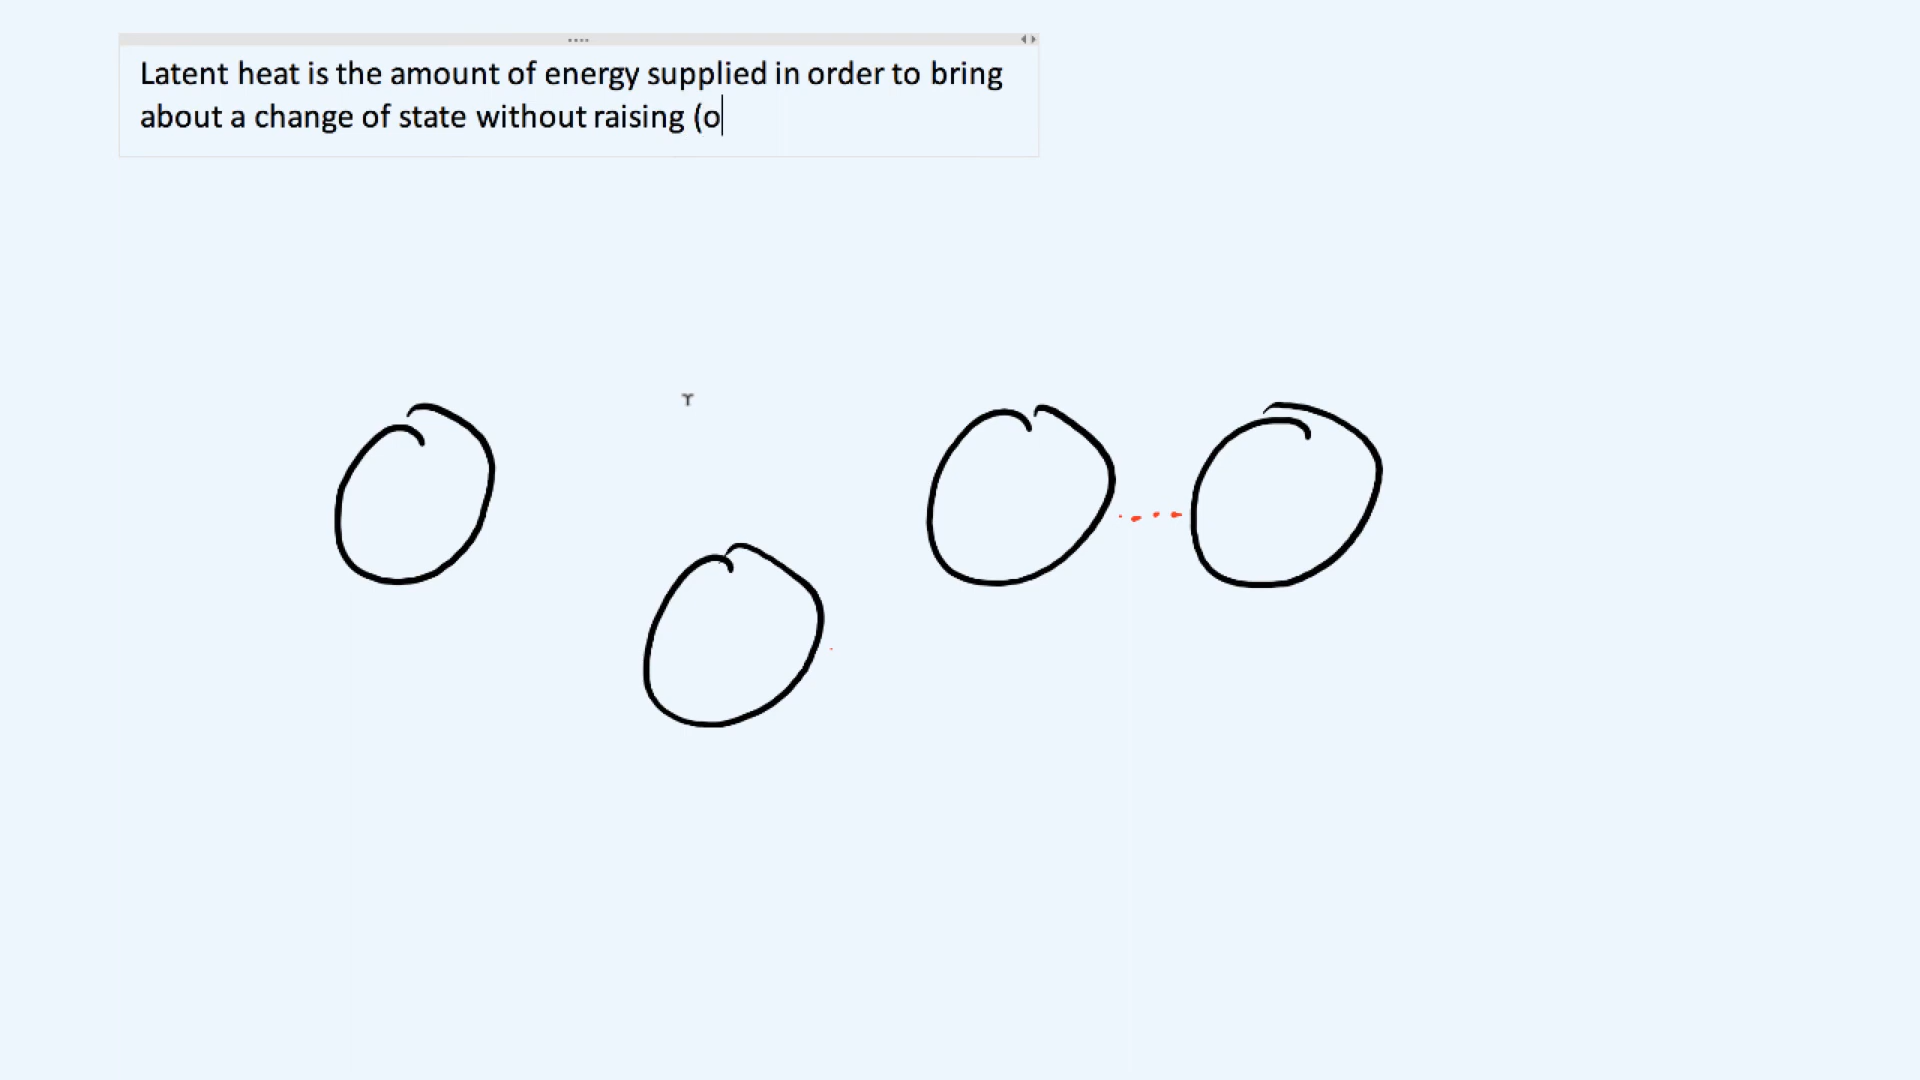 Latent heat is the amount of energy supplied in order to bring
about a change of state without raising (o